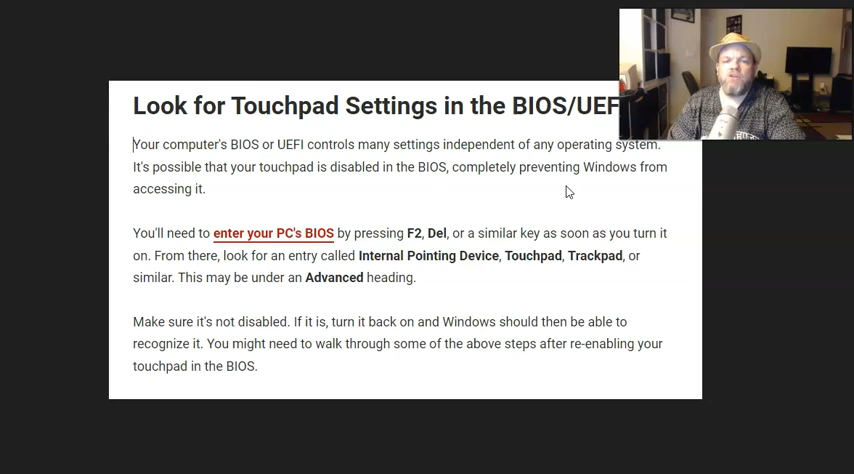 Look for Touchpad Settings in the BIOS/UEF
Your computer's BIOS or UEFI controls many settings independent of any operating system.
It's possible that your touchpad is disabled in the BIOS, completely preventing Windows from
accessing it.
You'll need to enter your PC's BIOS by pressing F2, Del, or a similar key as soon as you turn it
on. From there, look for an entry called Internal Pointing Device, Touchpad, Trackpad, or
similar. This may be under an Advanced heading.
Make sure it's not disabled. If it is, turn it back on and Windows should then be able to
recognize it. You might need to walk through some of the above steps after re-enabling your
touchpad in the BIOS.